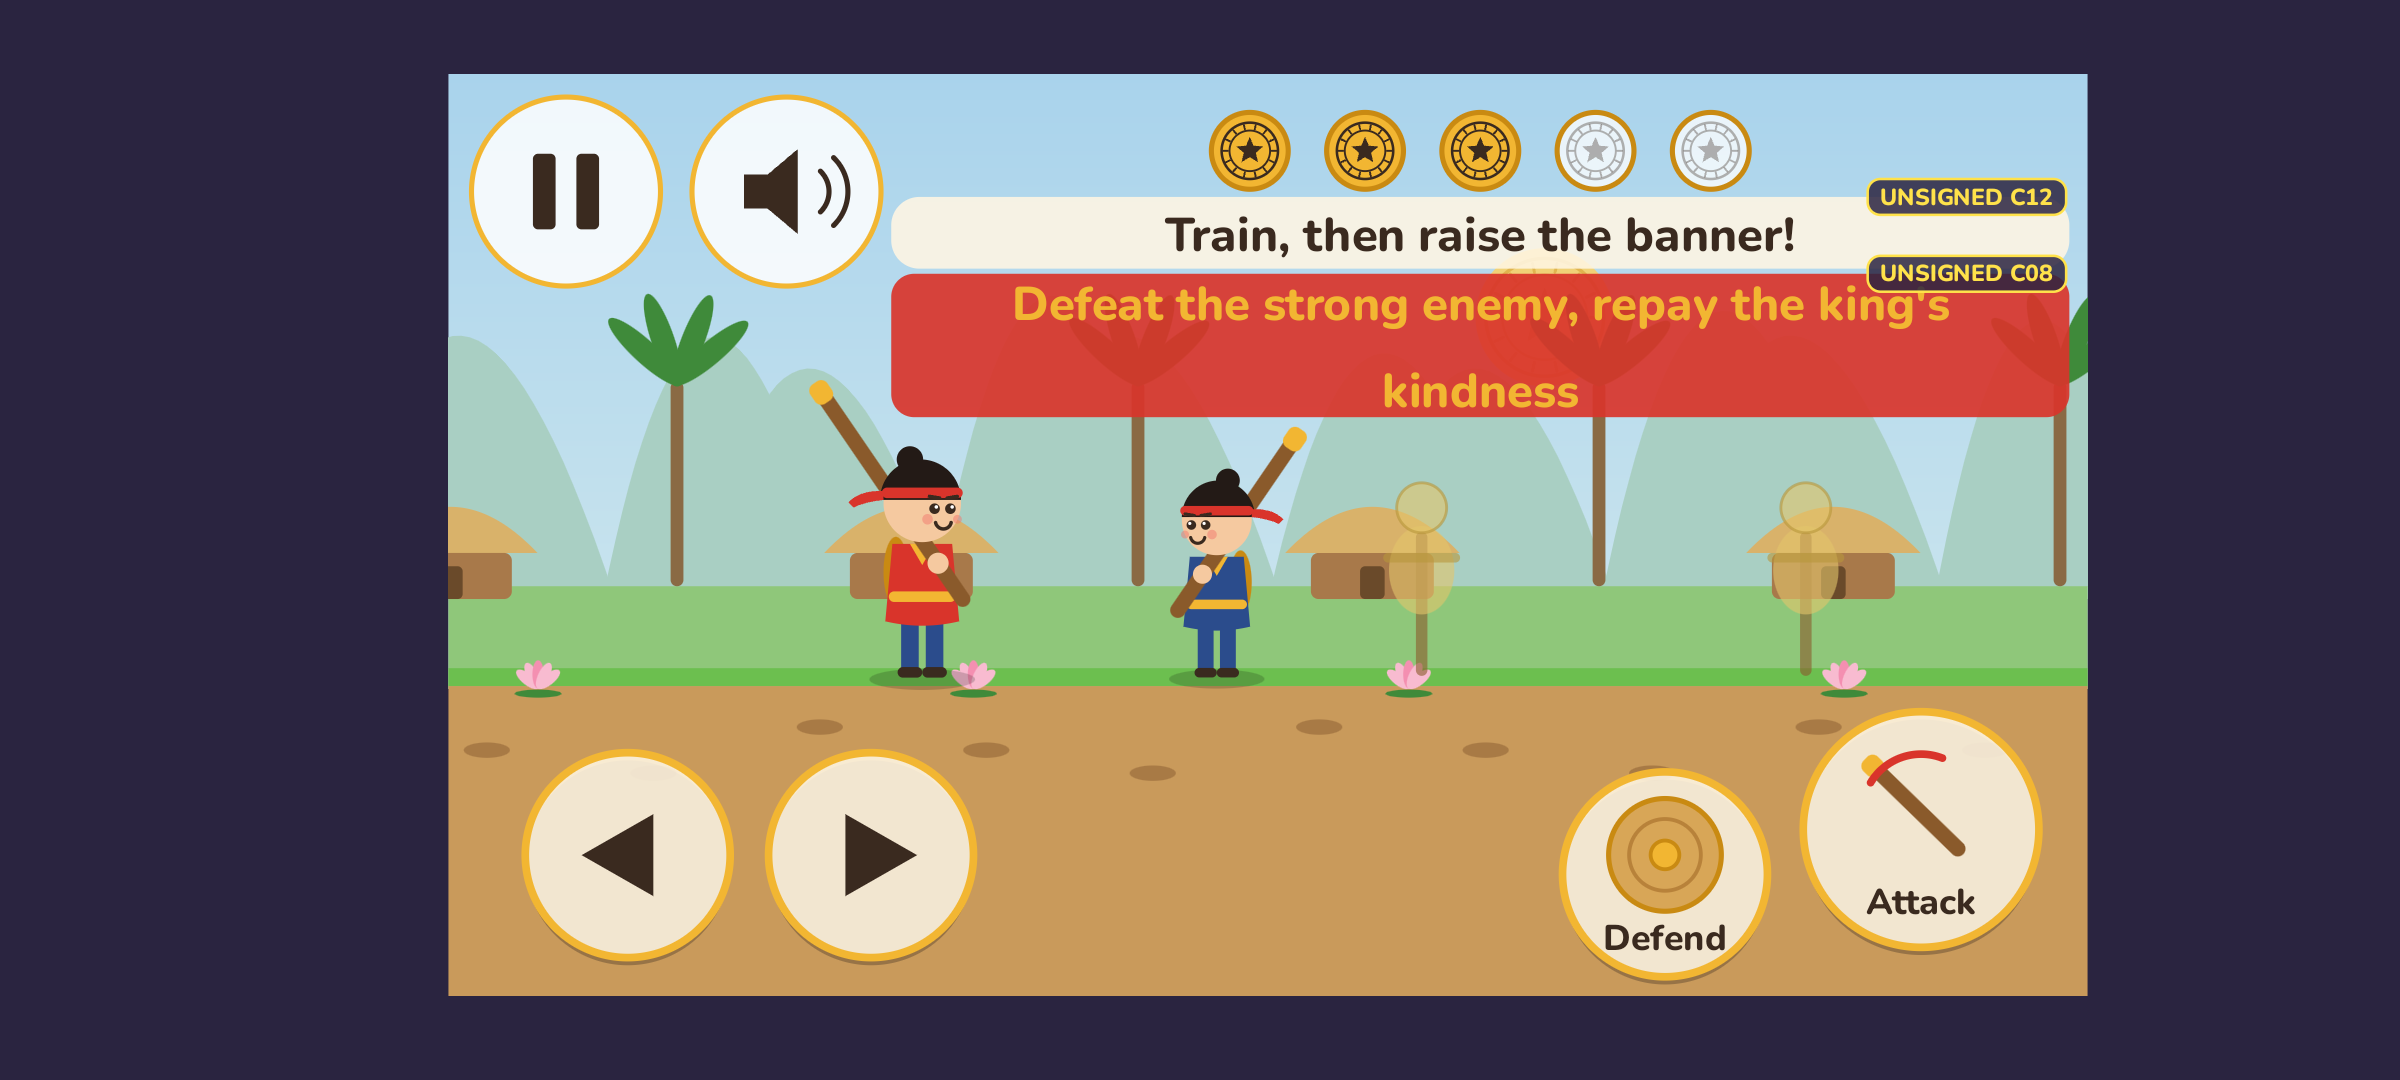 UNSIGNED C12
Train, then raise the banner!
UNSIGNED C08
Defeat the strong enemy, repay the king's
kindness
Attack
Defend